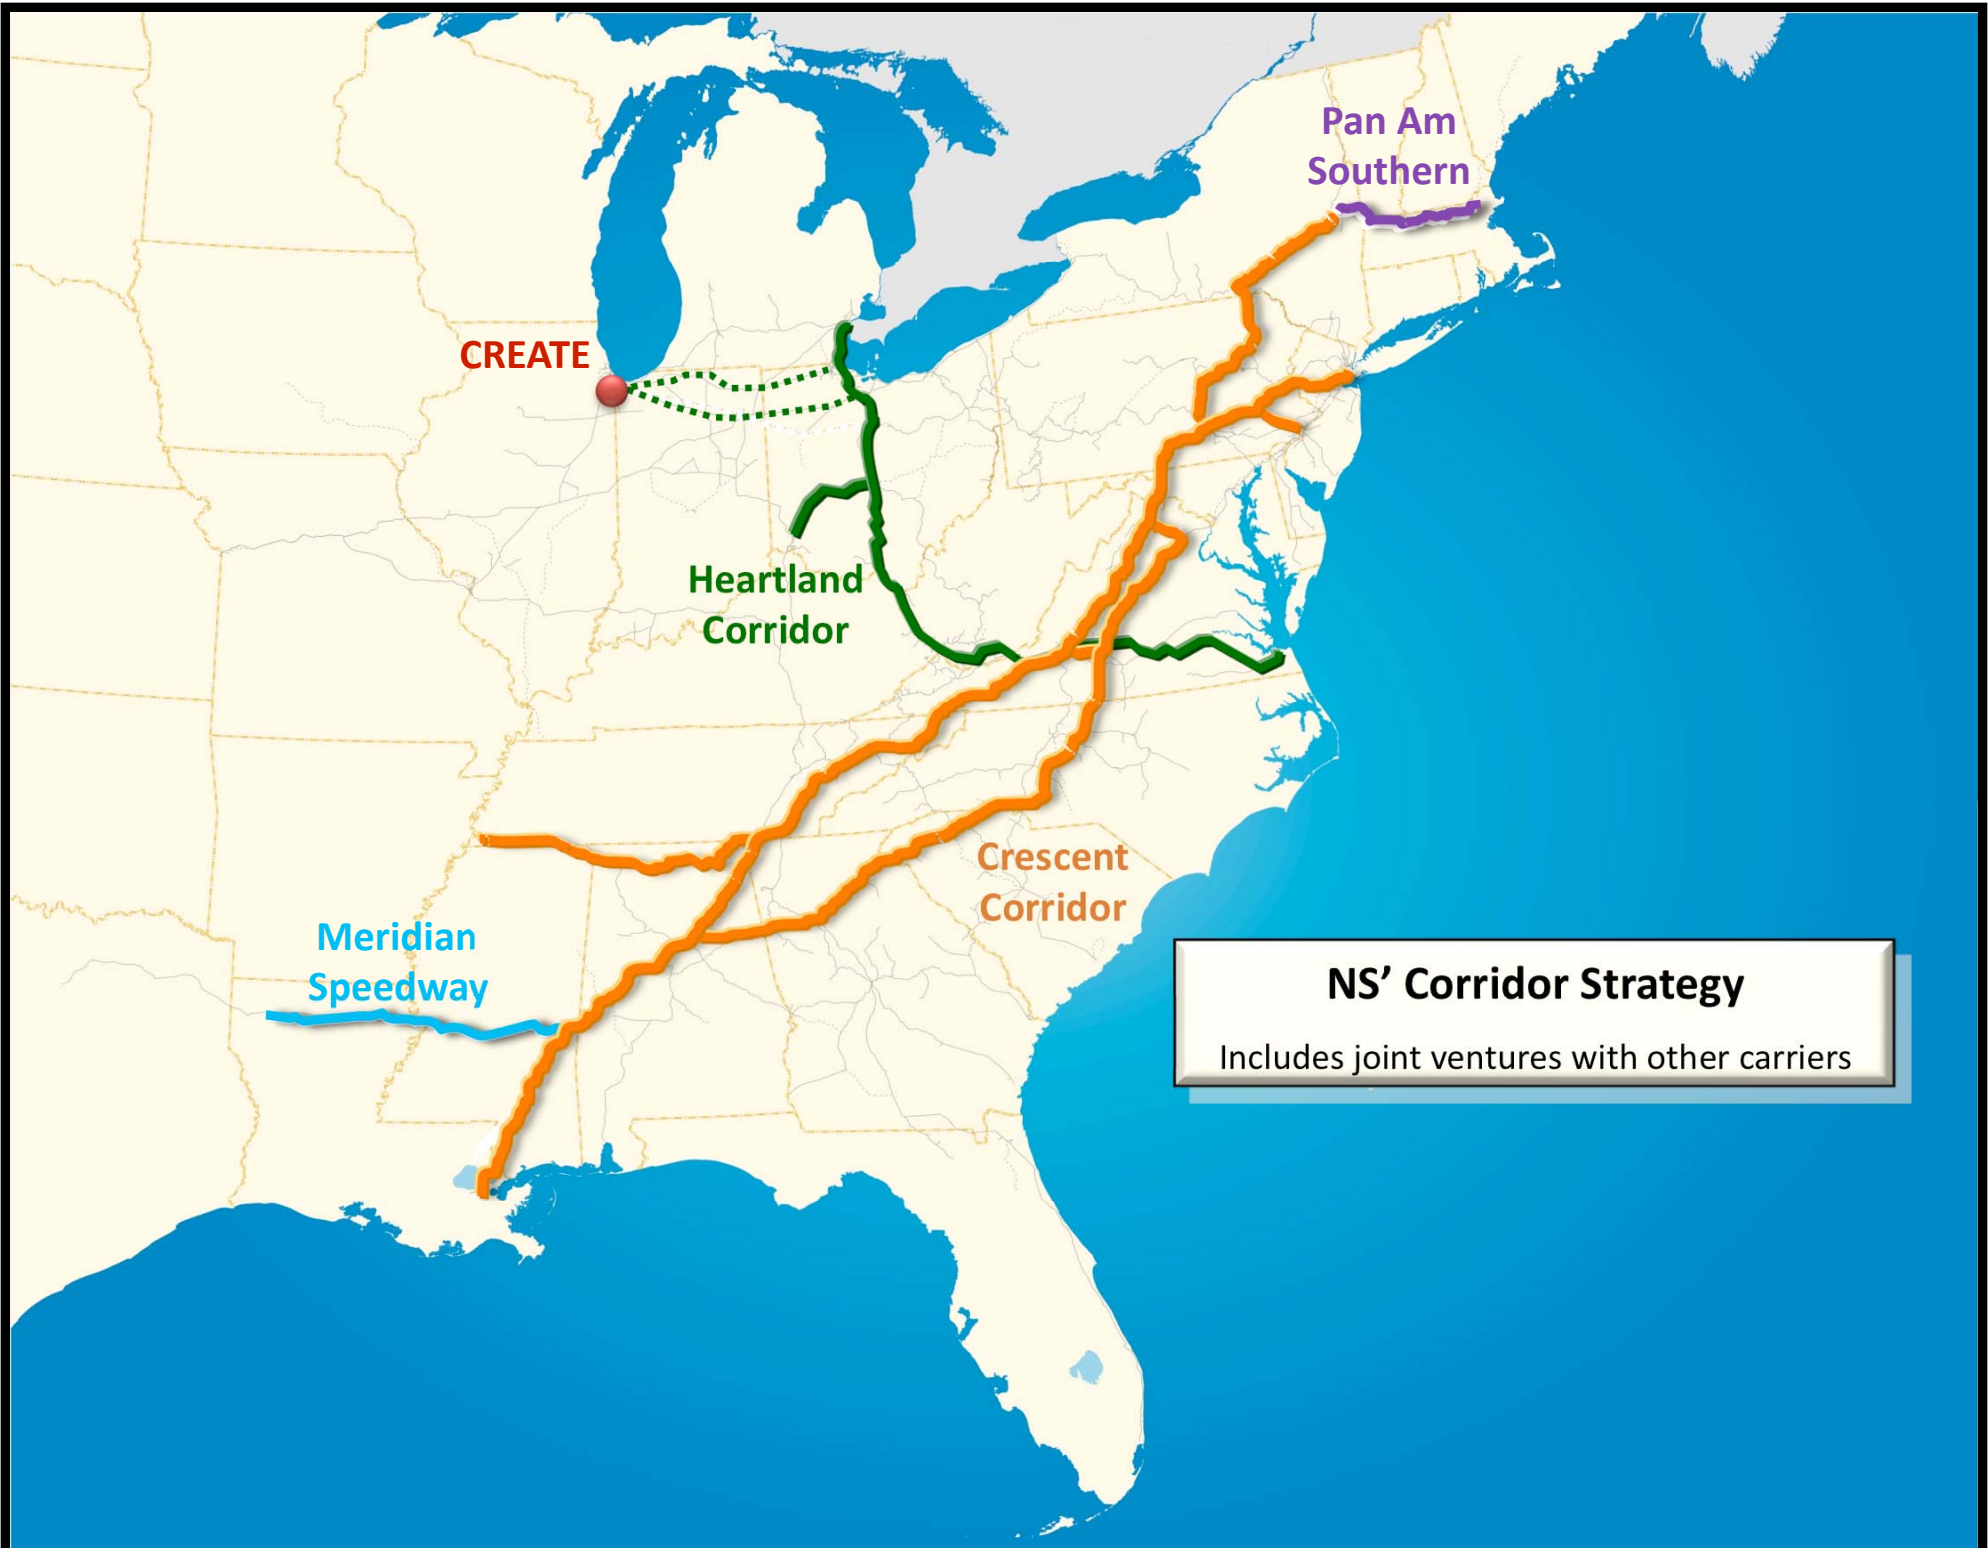 Pan Am
Southern
CREATE
Heartland
Corridor
Crescent
Corridor
Meridian
Speedway
NS’ Corridor Strategy
Includes joint ventures with other carriers